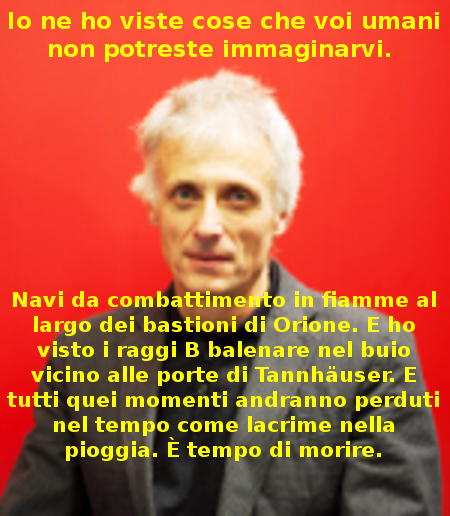 Io ne ho viste cose che voi umani
non potreste immaginarvi.
Navi da combattimento in fiamme al
largo dei bastioni di Orione. E ho
visto i raggi B balenare nel buio
vicino alle porte di Tannhäuser. E
tutti quei momenti andranno perduti
nel tempo come lacrime nella
pioggia. È tempo di morire.